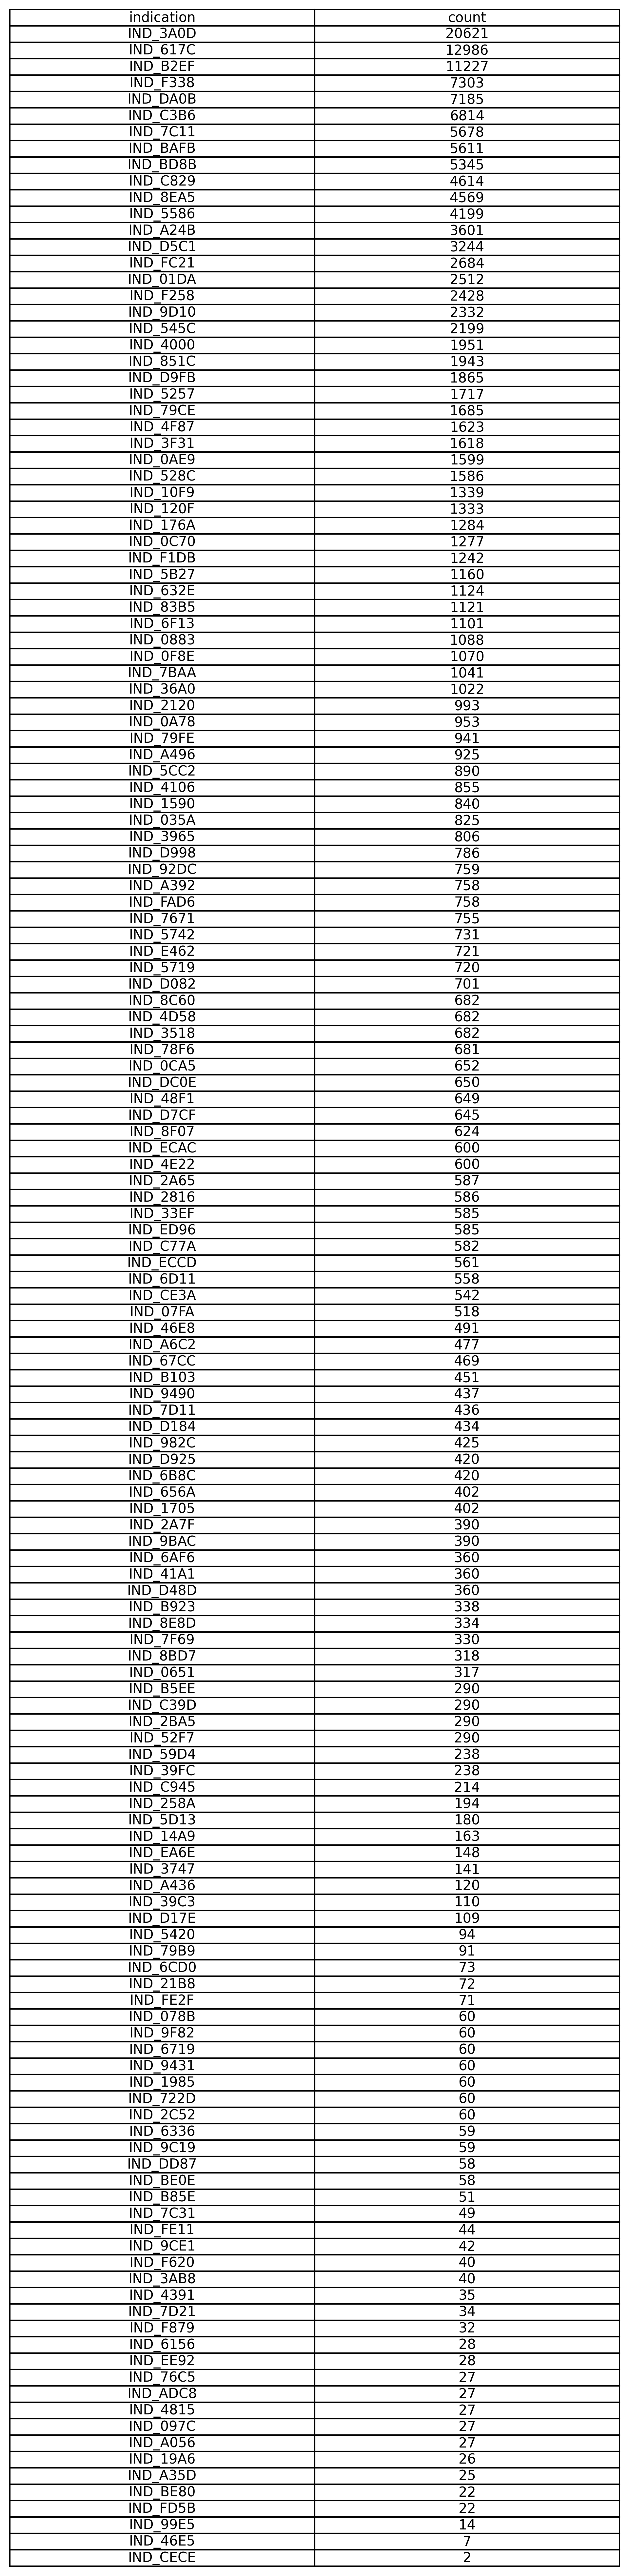 indication count
IND_3A0D 20621
IND_617C 12986
IND_B2EF 11227
IND_F338 7303
IND_DA0B 7185
IND_C3B6 6814
IND_7C11 5678
IND_BAFB 5611
IND_BD8B 5345
IND_C829 4614
IND_8EA5 4569
IND_5586 4199
IND_A24B 3601
IND_D5C1 3244
IND_FC21 2684
IND_01DA 2512
IND_F258 2428
IND_9D10 2332
IND_545C 2199
IND_4000 1951
IND_851C 1943
IND_D9FB 1865
IND_5257 1717
IND_79CE 1685
IND_4F87 1623
IND_3F31 1618
IND_0AE9 1599
IND_528C 1586
IND_10F9 1339
IND_120F 1333
IND_176A 1284
IND_0C70 1277
IND_F1DB 1242
IND_5B27 1160
IND_632E 1124
IND_83B5 1121
IND_6F13 1101
IND_0883 1088
IND_0F8E 1070
IND_7BAA 1041
IND_36A0 1022
IND_2120 993
IND_0A78 953
IND_79FE 941
IND_A496 925
IND_5CC2 890
IND_4106 855
IND_1590 840
IND_035A 825
IND_3965 806
IND_D998 786
IND_92DC 759
IND_A392 758
IND_FAD6 758
IND_7671 755
IND_5742 731
IND_E462 721
IND_5719 720
IND_D082 701
IND_8C60 682
IND_4D58 682
IND_3518 682
IND_78F6 681
IND_0CA5 652
IND_DC0E 650
IND_48F1 649
IND_D7CF 645
IND_8F07 624
IND_ECAC 600
IND_4E22 600
IND_2A65 587
IND_2816 586
IND_33EF 585
IND_ED96 585
IND_C77A 582
IND_ECCD 561
IND_6D11 558
IND_CE3A 542
IND_07FA 518
IND_46E8 491
IND_A6C2 477
IND_67CC 469
IND_B103 451
IND_9490 437
IND_7D11 436
IND_D184 434
IND_982C 425
IND_D925 420
IND_6B8C 420
IND_656A 402
IND_1705 402
IND_2A7F 390
IND_9BAC 390
IND_6AF6 360
IND_41A1 360
IND_D48D 360
IND_B923 338
IND_8E8D 334
IND_7F69 330
IND_8BD7 318
IND_0651 317
IND_B5EE 290
IND_C39D 290
IND_2BA5 290
IND_52F7 290
IND_59D4 238
IND_39FC 238
IND_C945 214
IND_258A 194
IND_5D13 180
IND_14A9 163
IND_EA6E 148
IND_3747 141
IND_A436 120
IND_39C3 110
IND_D17E 109
IND_5420 94
IND_79B9 91
IND_6CD0 73
IND_21B8 72
IND_FE2F 71
IND_078B 60
IND_9F82 60
IND_6719 60
IND_9431 60
IND_1985 60
IND_722D 60
IND_2C52 60
IND_6336 59
IND_9C19 59
IND_DD87 58
IND_BE0E 58
IND_B85E 51
IND_7C31 49
IND_FE11 44
IND_9CE1 42
IND_F620 40
IND_3AB8 40
IND_4391 35
IND_7D21 34
IND_F879 32
IND_6156 28
IND_EE92 28
IND_76C5 27
IND_ADC8 27
IND_4815 27
IND_097C 27
IND_A056 27
IND_19A6 26
IND_A35D 25
IND_BE80 22
IND_FD5B 22
IND_99E5 14
IND_46E5 7
IND_CECE 2